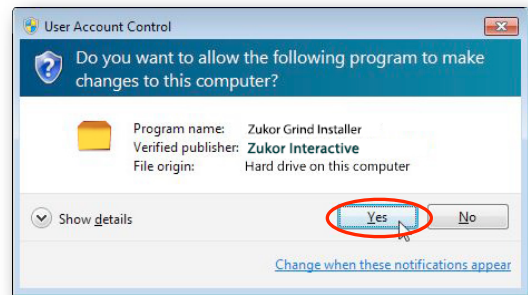 User Account Control
Do you want to allow the following program to make
changes to this computer?
Program name: Zukor Grind Installer
Verified publisher: Zukor Interactive
File origin: Hard drive on this computer
Show details
Yes
No
Change when these notifications appear